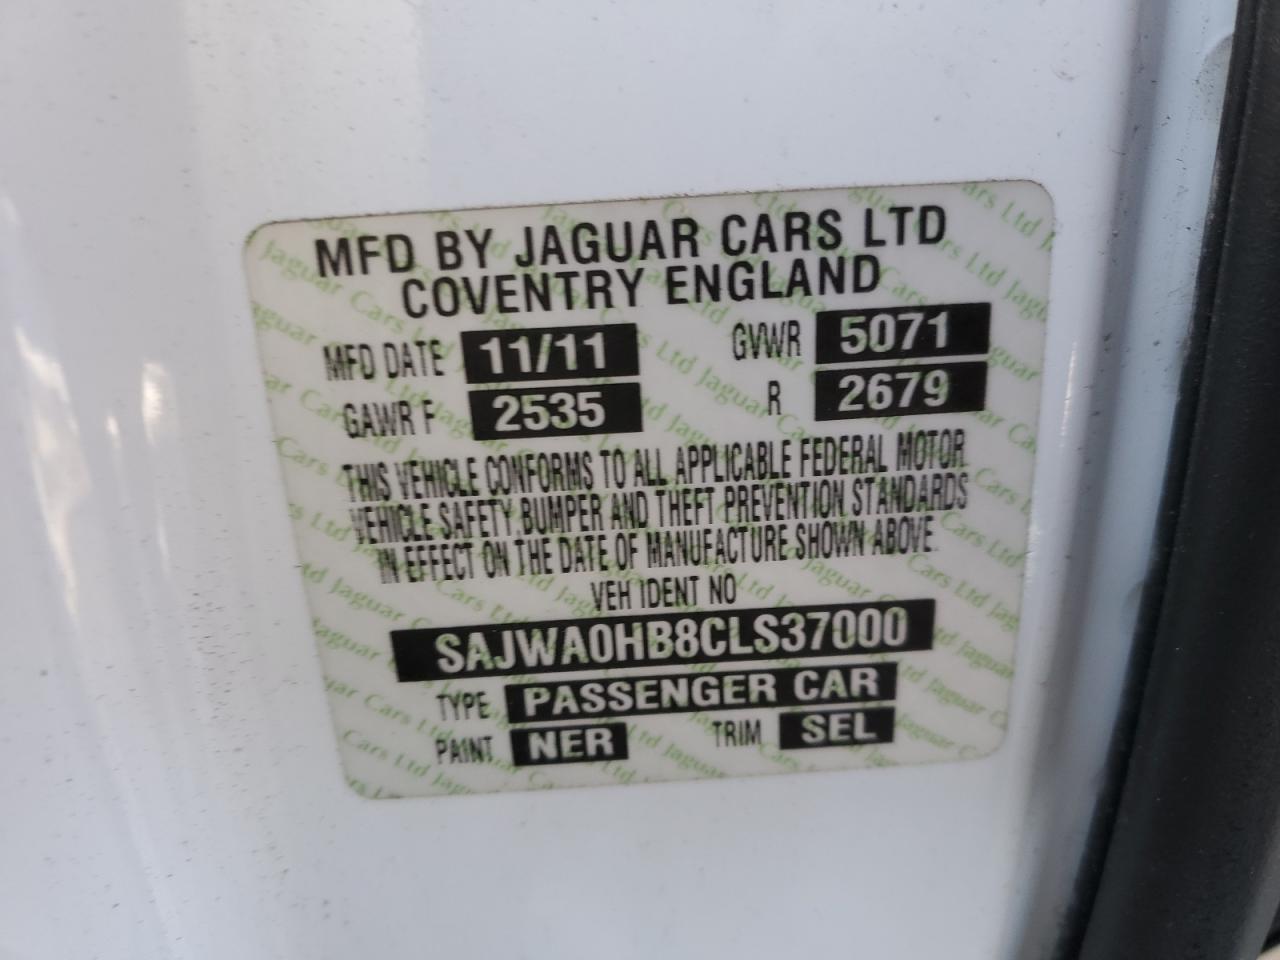 MFD BY JAGUAR CARS LTD
COVENTRY ENGLAND
MFD DATE 11/11 GVWR 5071
GAWR F 2535 R 2679
THIS VEHICLE CONFORMS TO ALL APPLICABLE FEDERAL MOTOR
VEHICLE SAFETY, BUMPER AND THEFT PREVENTION STANDARDS
IN EFFECT ON THE DATE OF MANUFACTURE SHOWN ABOVE.
VEH IDENT NO
SAJWA0HB8CLS37000
TYPE PASSENGER CAR
PAINT NER TRIM SEL